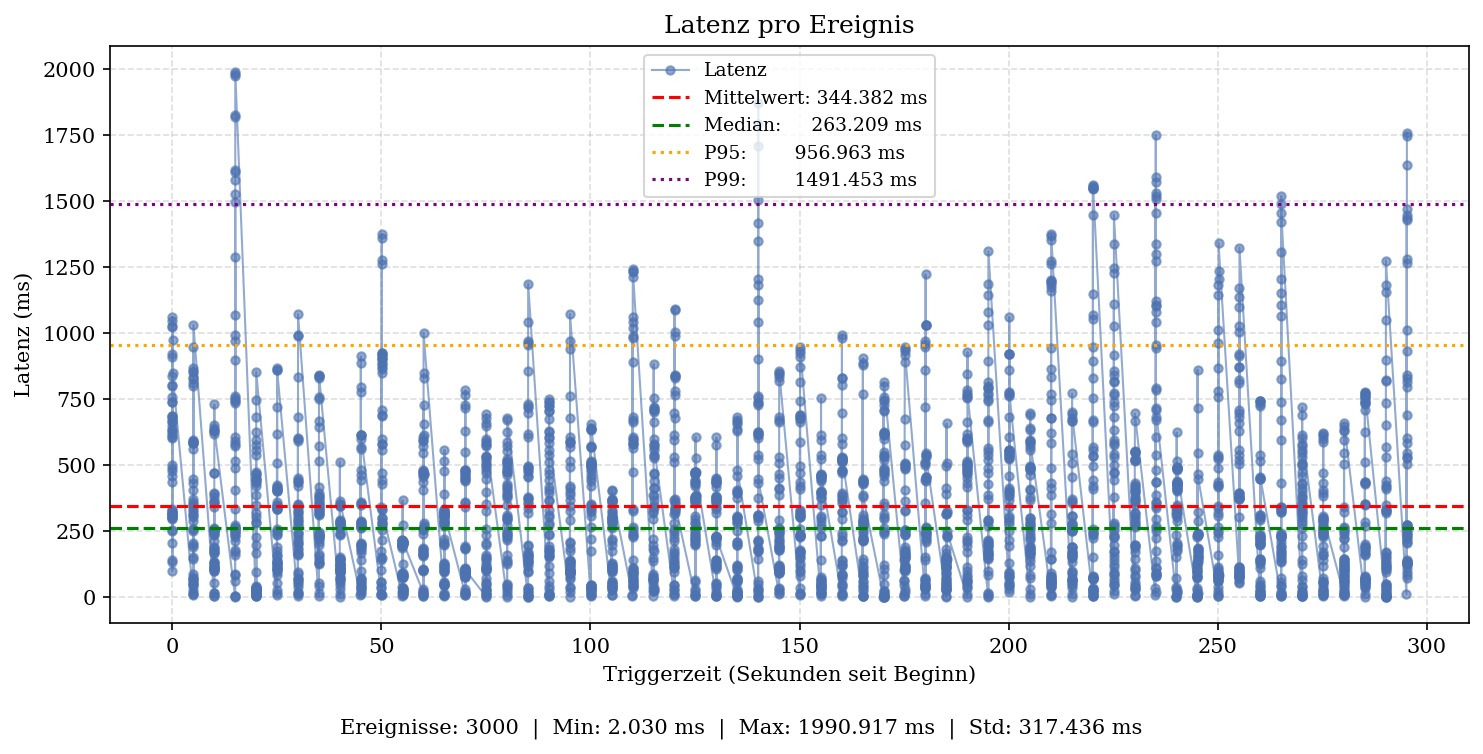 Latenz pro Ereignis
Latenz
Mittelwert: 344.382 ms
Median: 263.209 ms
P95: 956.963 ms
P99: 1491.453 ms
Latenz (ms)
2000
1750
1500
1250
1000
750
500
250
0
0 50 100 150 200 250 300
Triggerzeit (Sekunden seit Beginn)
Ereignisse: 3000 | Min: 2.030 ms | Max: 1990.917 ms | Std: 317.436 ms